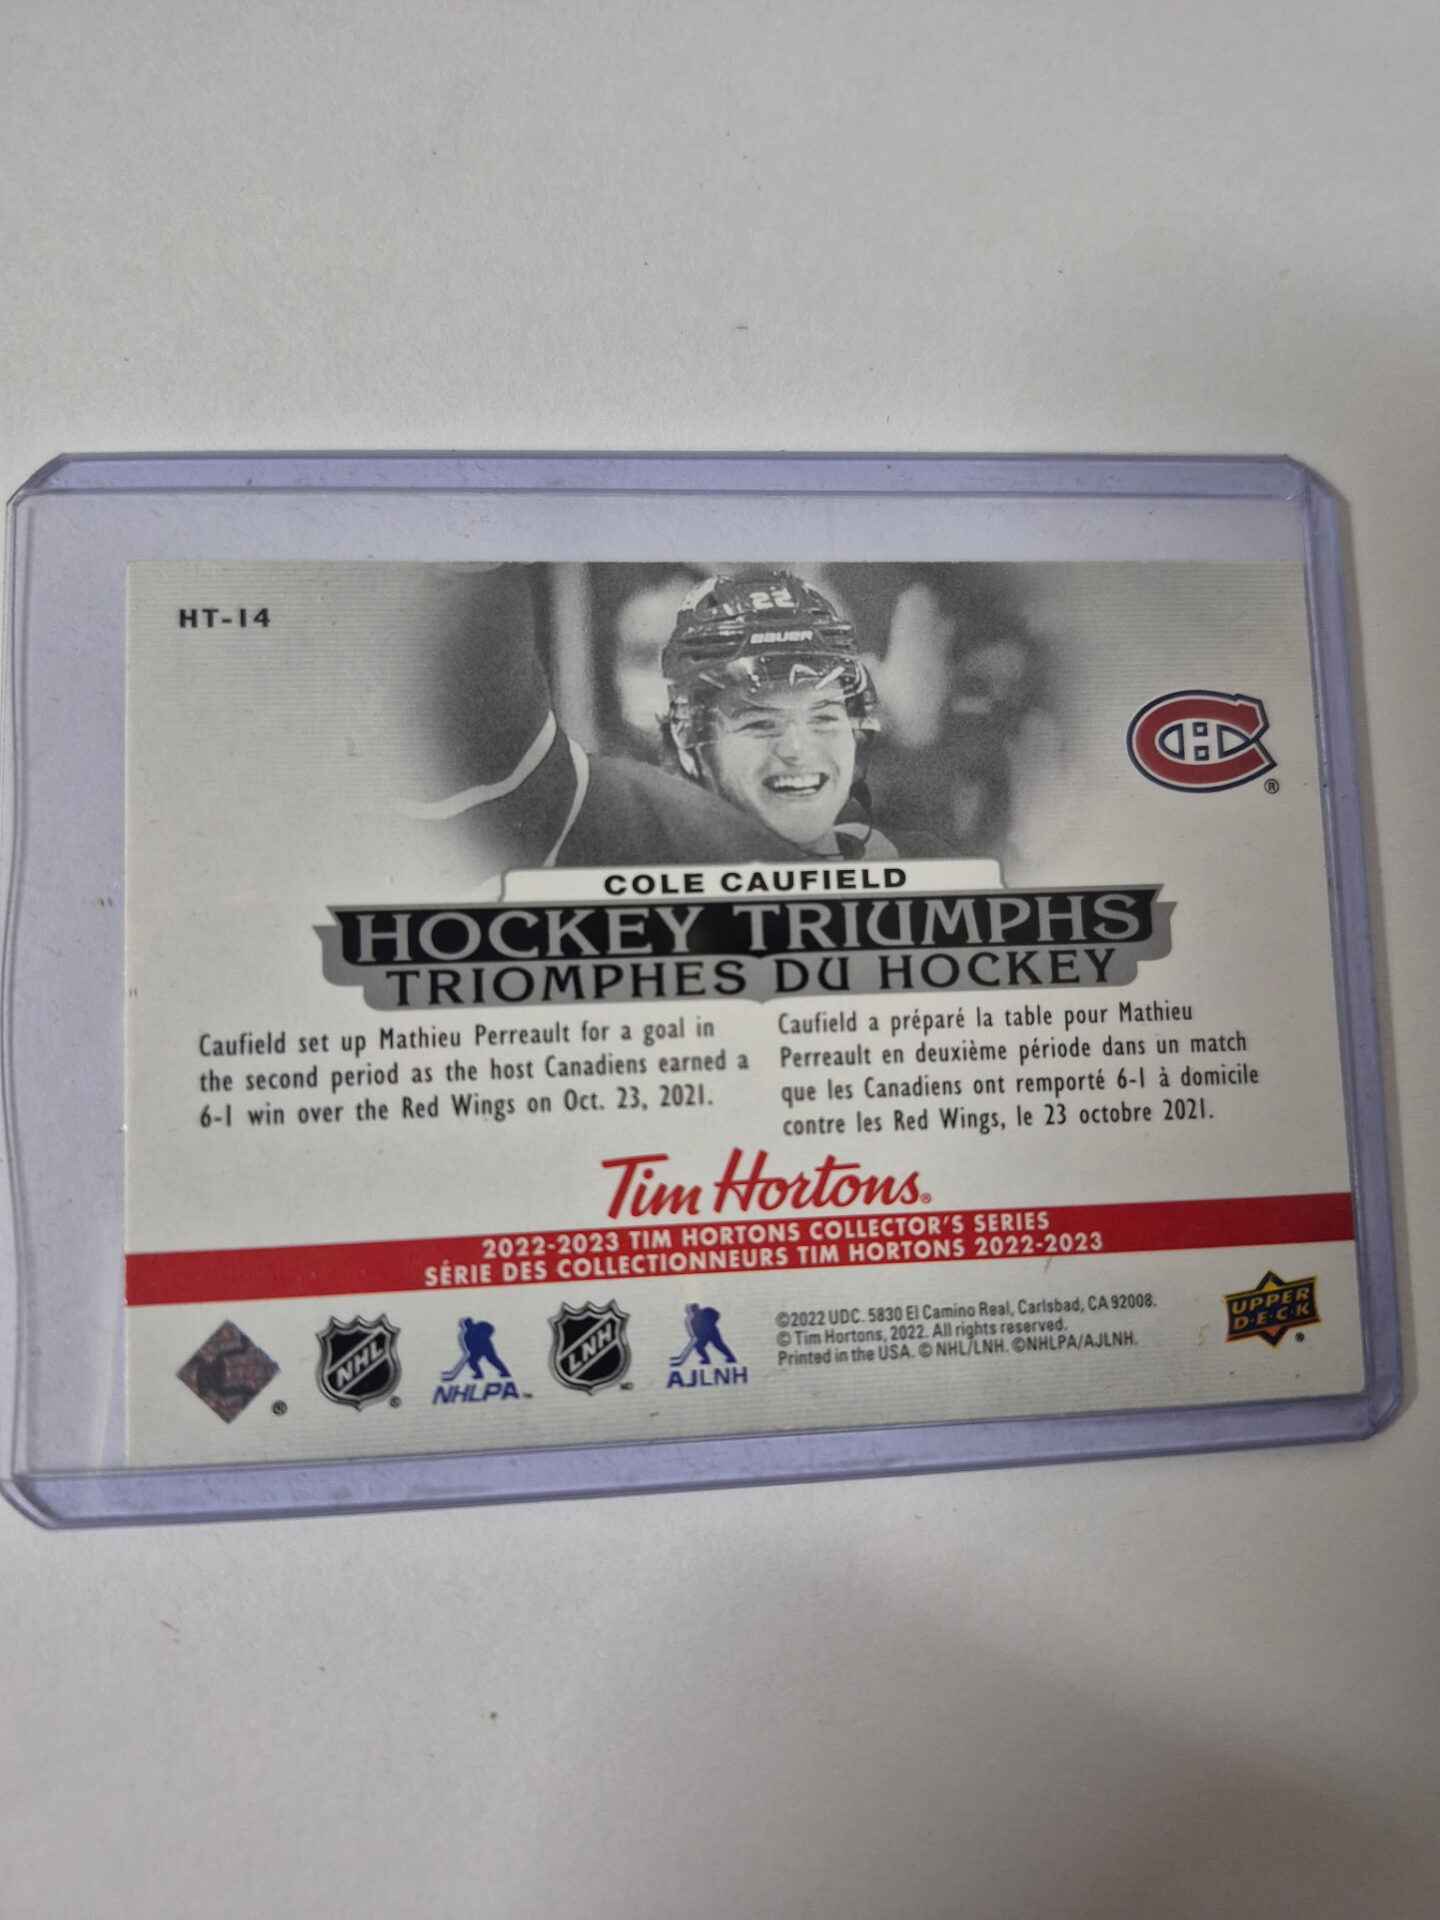 HT-14
22
BAUER
CH
®
COLE CAUFIELD
HOCKEY TRIUMPHS
TRIOMPHES DU HOCKEY
Caufield set up Mathieu Perreault for a goal in
the second period as the host Canadiens earned a
6-1 win over the Red Wings on Oct. 23, 2021.
Caufield a préparé la table pour Mathieu
Perreault en deuxième période dans un match
que les Canadiens ont remporté 6-1 à domicile
contre les Red Wings, le 23 octobre 2021.
Tim Hortons®
2022-2023 TIM HORTONS COLLECTOR'S SERIES
SÉRIE DES COLLECTIONNEURS TIM HORTONS 2022-2023
®
NHL ®
NHLPA™
LNH MD
AJLNH
©2022 UDC. 5830 El Camino Real, Carlsbad, CA 92008.
© Tim Hortons, 2022. All rights reserved.
Printed in the USA. © NHL/LNH. ©NHLPA/AJLNH.
UPPER
D·E·C·K ®